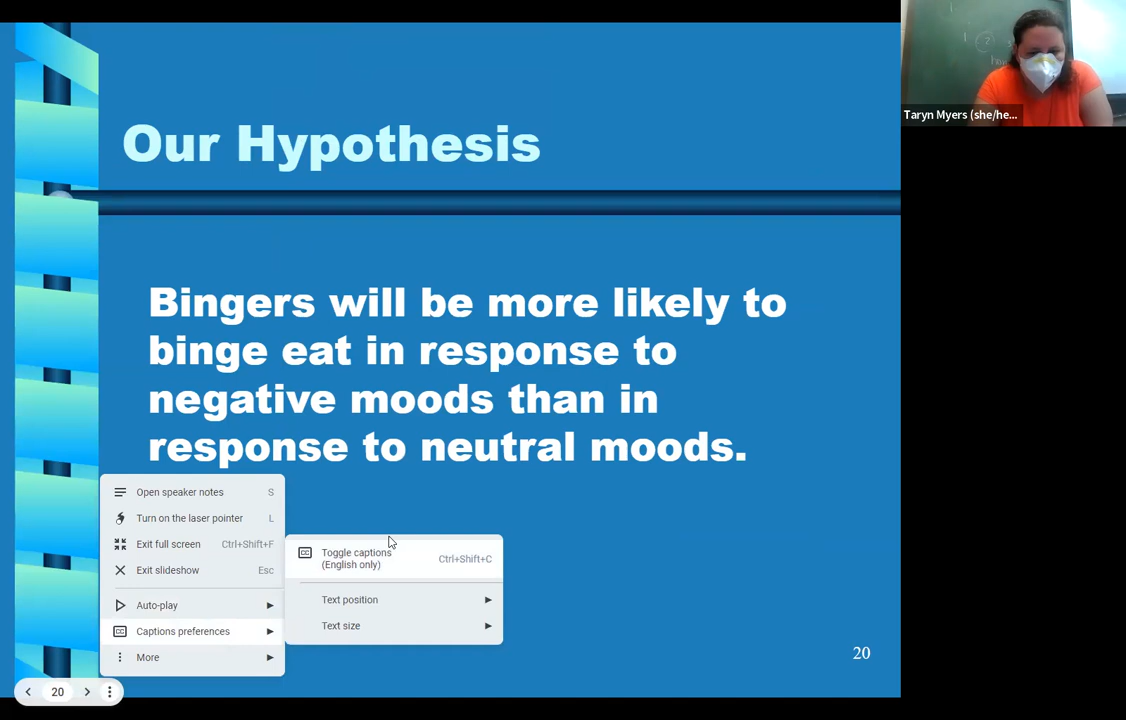 Our Hypothesis
Taryn Myers (she/he...
Bingers will be more likely to
binge eat in response to
negative moods than in
response to neutral moods.
Open speaker notes S
Turn on the laser pointer L
Exit full screen Ctrl+Shift+F
Exit slideshow Esc
Auto-play
Captions preferences
More
Toggle captions
(English only) Ctrl+Shift+C
Text position
Text size
20
20